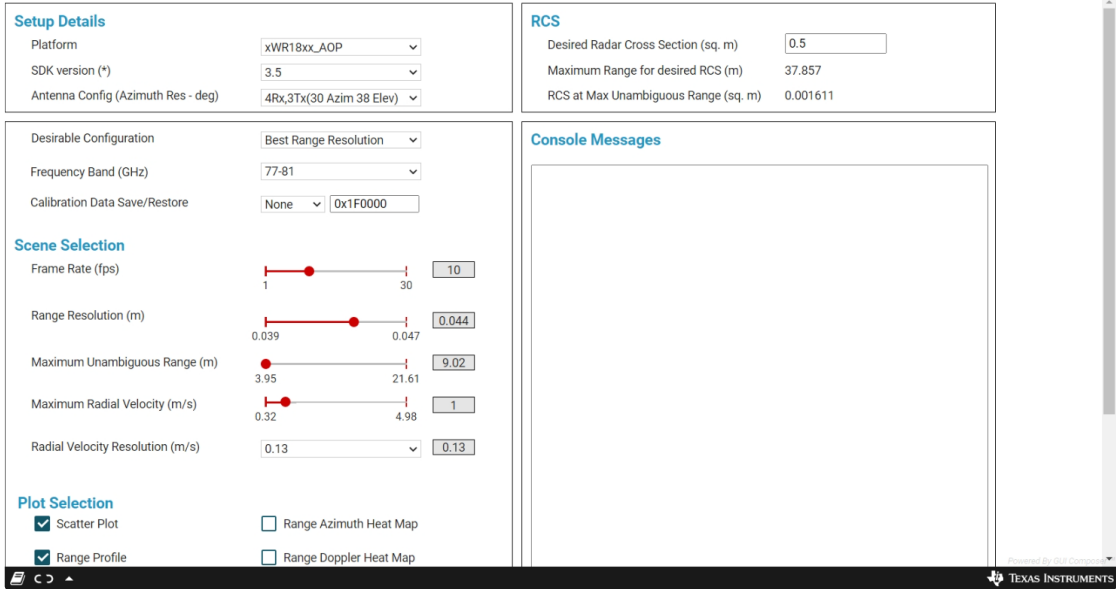 Setup Details
Platform
xWR18xx_AOP
SDK version (*)
3.5
Antenna Config (Azimuth Res - deg)
4Rx,3Tx(30 Azim 38 Elev)
RCS
Desired Radar Cross Section (sq. m)
0.5
Maximum Range for desired RCS (m)
37.857
RCS at Max Unambiguous Range (sq. m)
0.001611
Desirable Configuration
Best Range Resolution
Frequency Band (GHz)
77-81
Calibration Data Save/Restore
None
0x1F0000
Scene Selection
Frame Rate (fps)
10
1
30
Range Resolution (m)
0.044
0.039
0.047
Maximum Unambiguous Range (m)
9.02
3.95
21.61
Maximum Radial Velocity (m/s)
1
0.32
4.98
Radial Velocity Resolution (m/s)
0.13
0.13
Plot Selection
Scatter Plot
Range Azimuth Heat Map
Range Profile
Range Doppler Heat Map
Console Messages
Powered By GUI Composer
TEXAS INSTRUMENTS